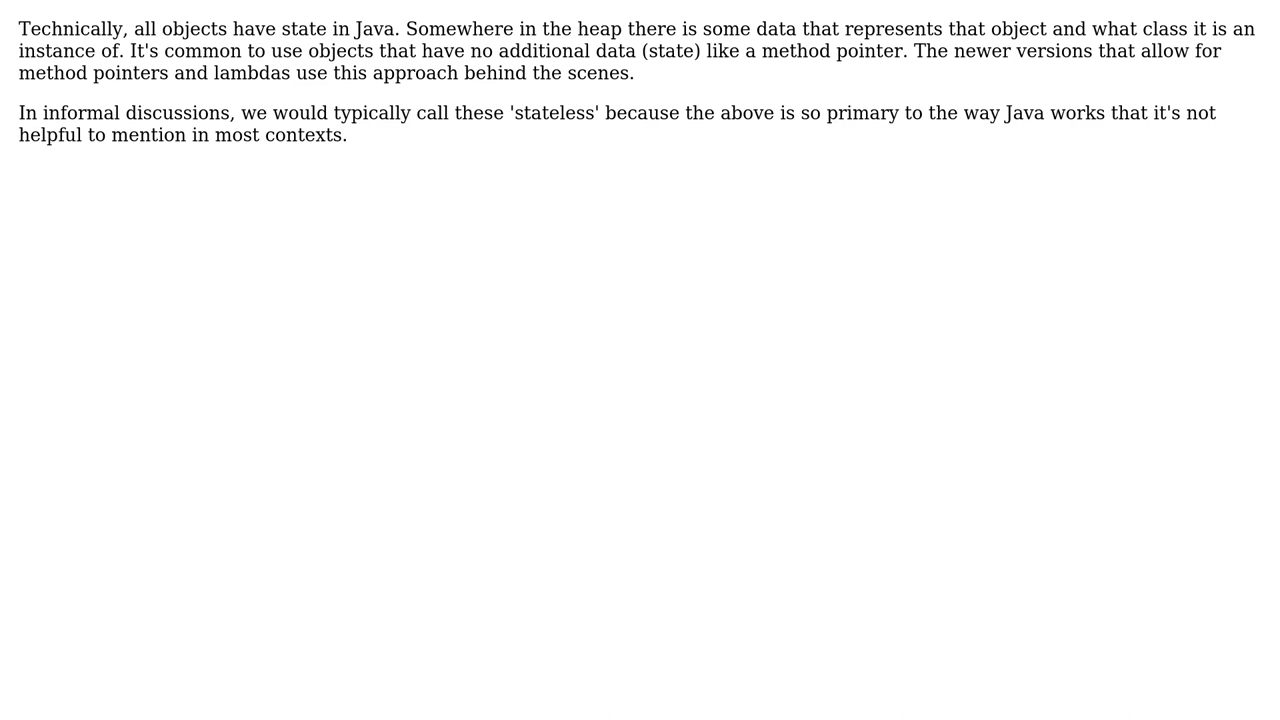 Technically, all objects have state in Java. Somewhere in the heap there is some data that represents that object and what class it is an
instance of. It's common to use objects that have no additional data (state) like a method pointer. The newer versions that allow for
method pointers and lambdas use this approach behind the scenes.
In informal discussions, we would typically call these 'stateless' because the above is so primary to the way Java works that it's not
helpful to mention in most contexts.